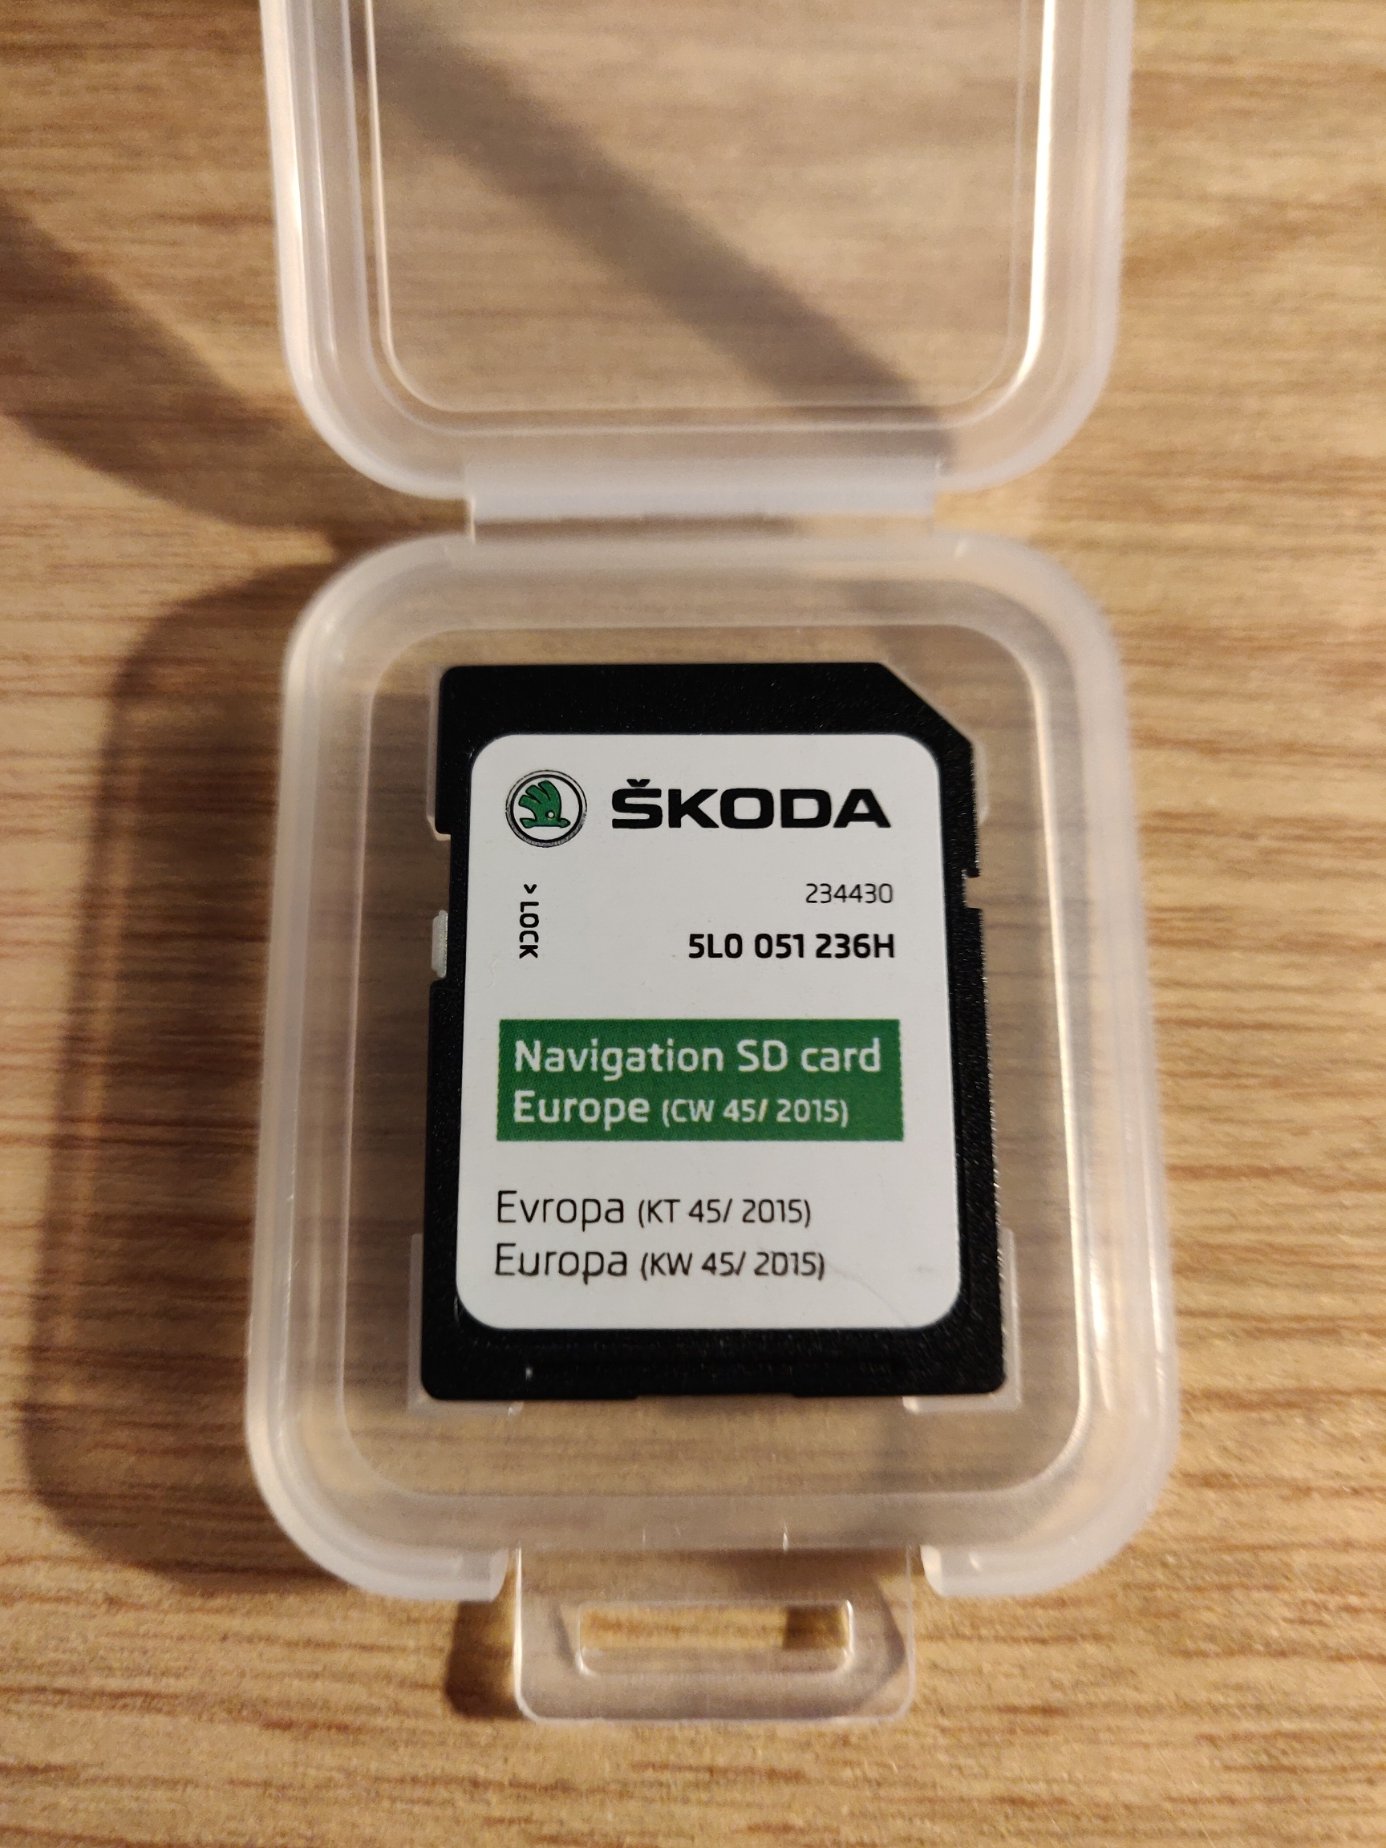 ŠKODA
> LOCK
234430
5L0 051 236H
Navigation SD card
Europe (CW 45/ 2015)
Evropa (KT 45/ 2015)
Europa (KW 45/ 2015)